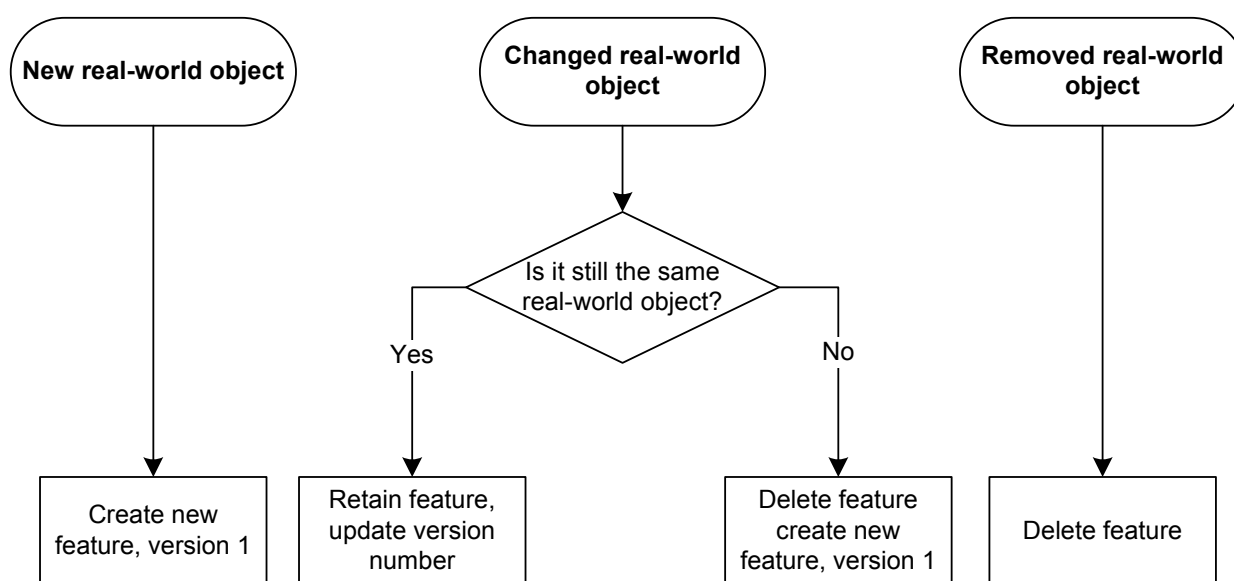 New real-world object
Changed real-world
object
Removed real-world
object
Is it still the same
real-world object?
Yes
No
Create new
feature, version 1
Retain feature,
update version
number
Delete feature
create new
feature, version 1
Delete feature